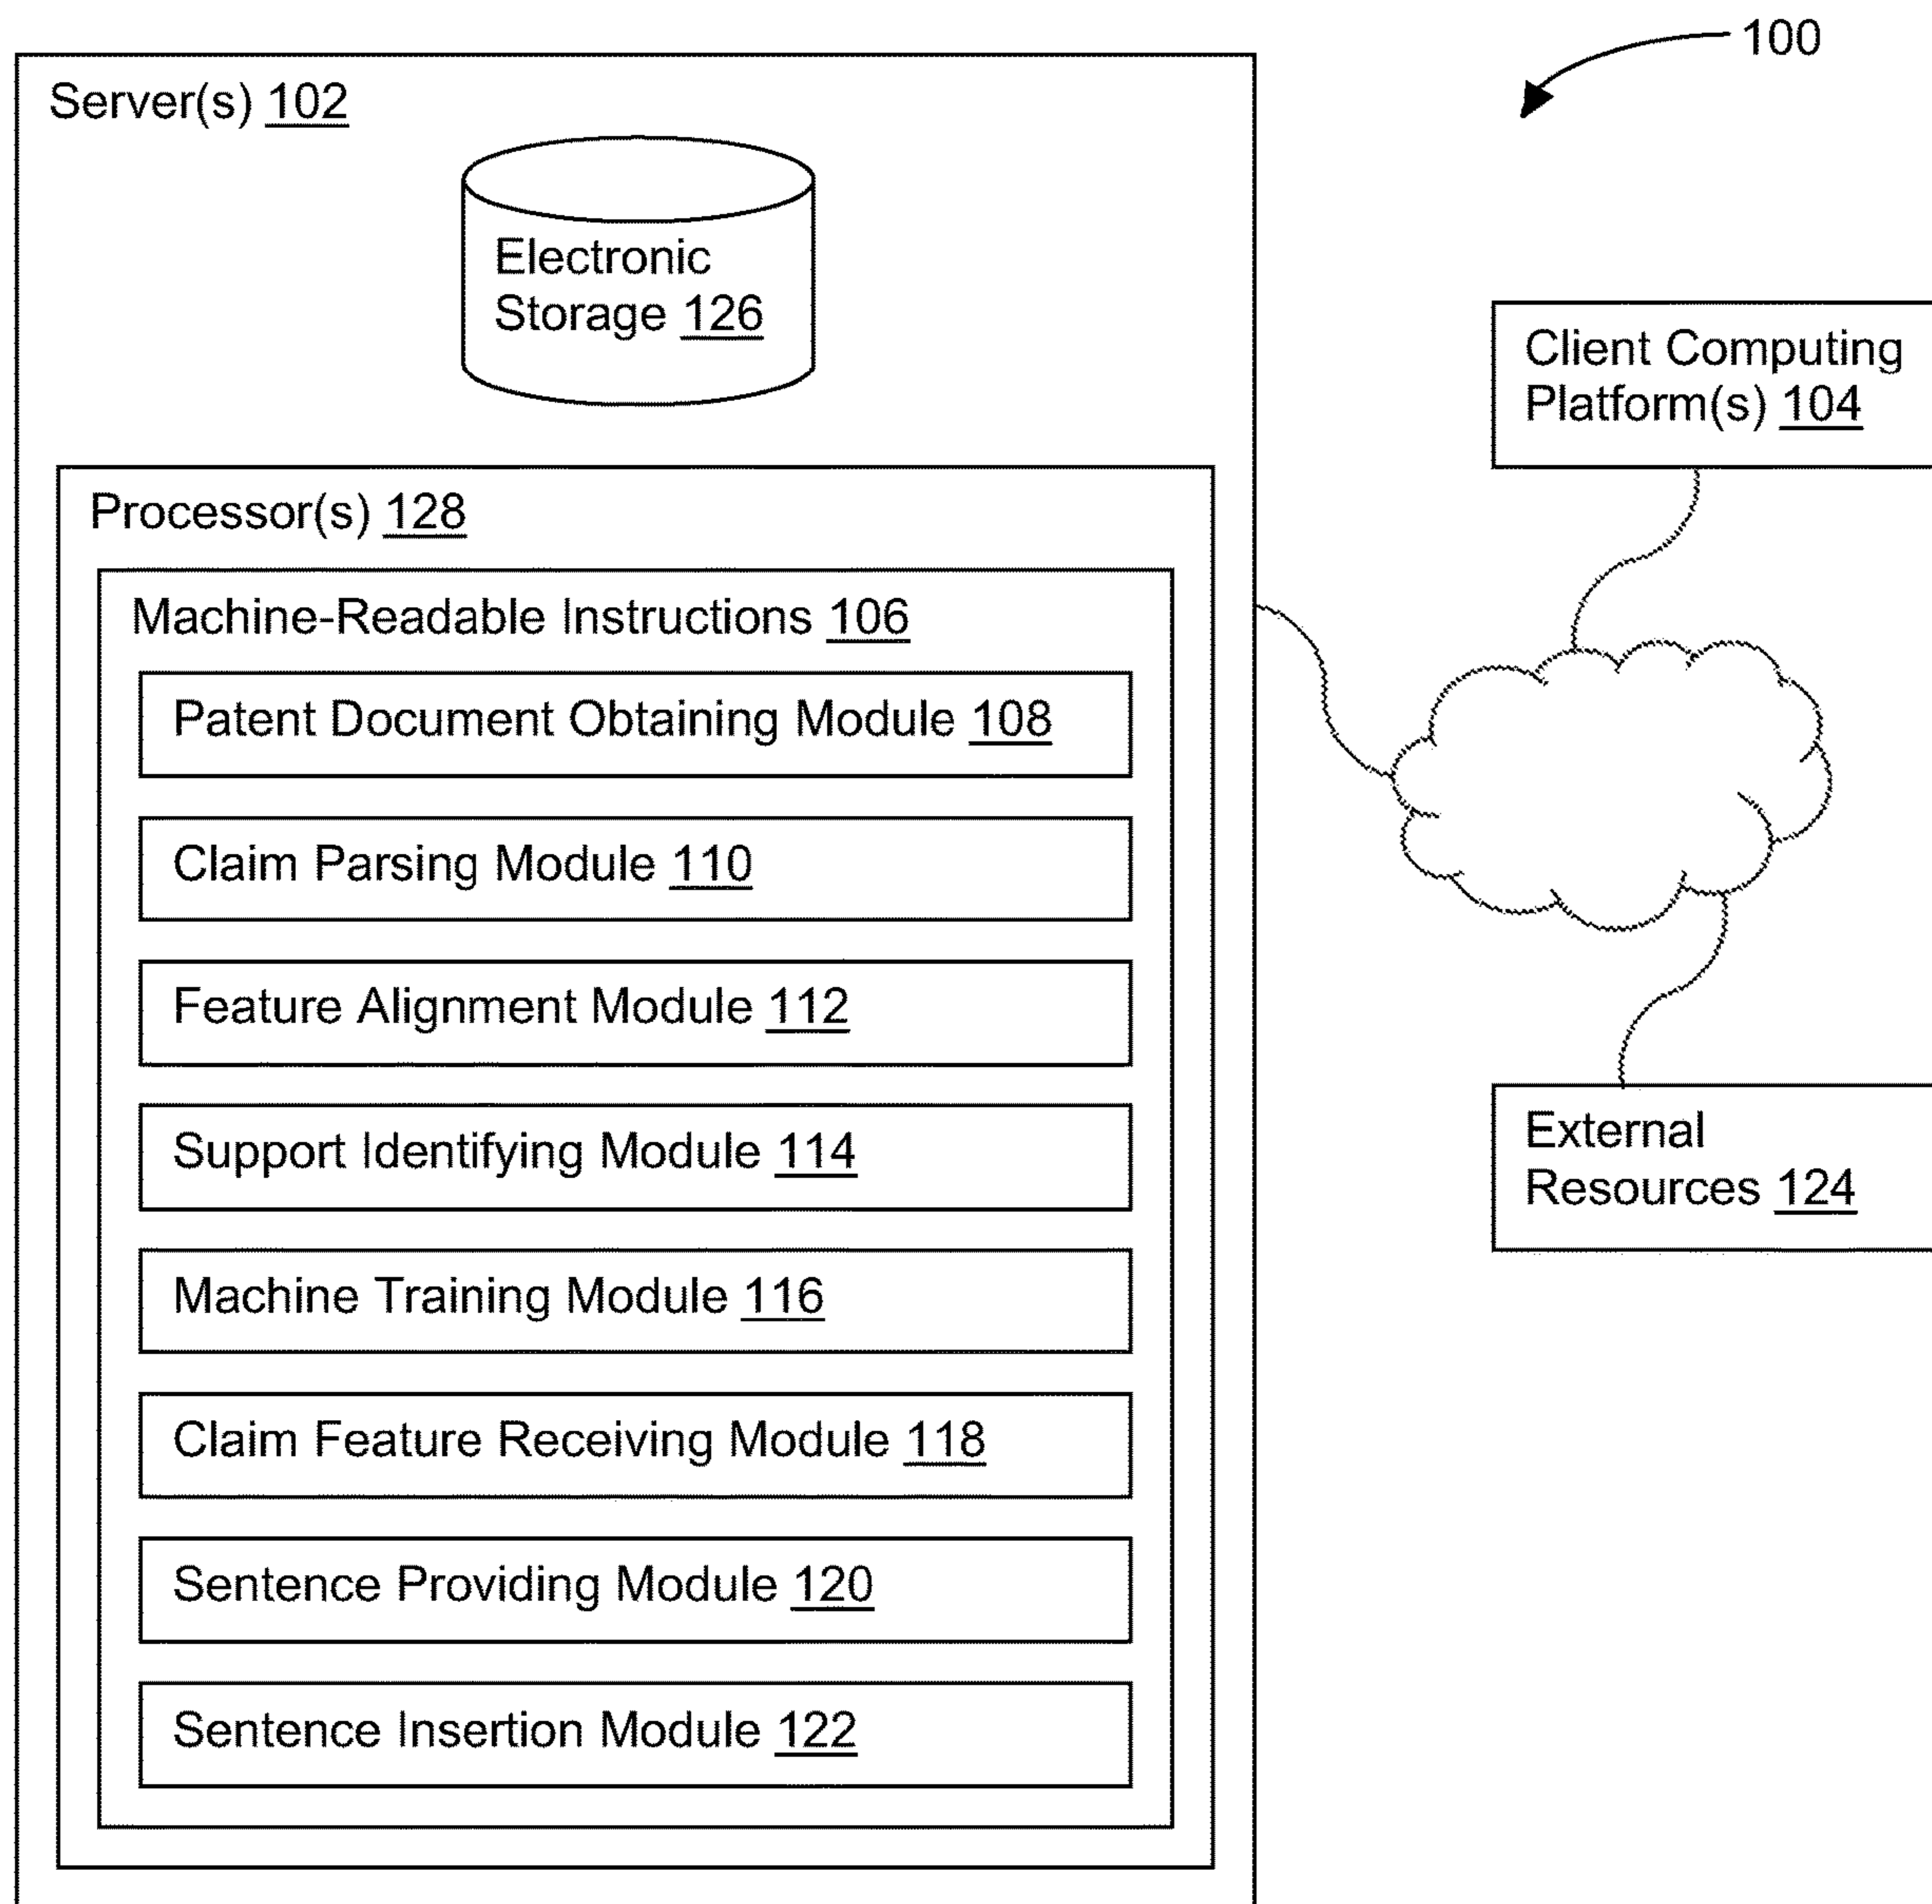 100
Server(s) 102
Electronic
Storage 126
Client Computing
Platform(s) 104
Processor(s) 128
Machine-Readable Instructions 106
Patent Document Obtaining Module 108
Claim Parsing Module 110
Feature Alignment Module 112
Support Identifying Module 114
Machine Training Module 116
Claim Feature Receiving Module 118
Sentence Providing Module 120
Sentence Insertion Module 122
External
Resources 124